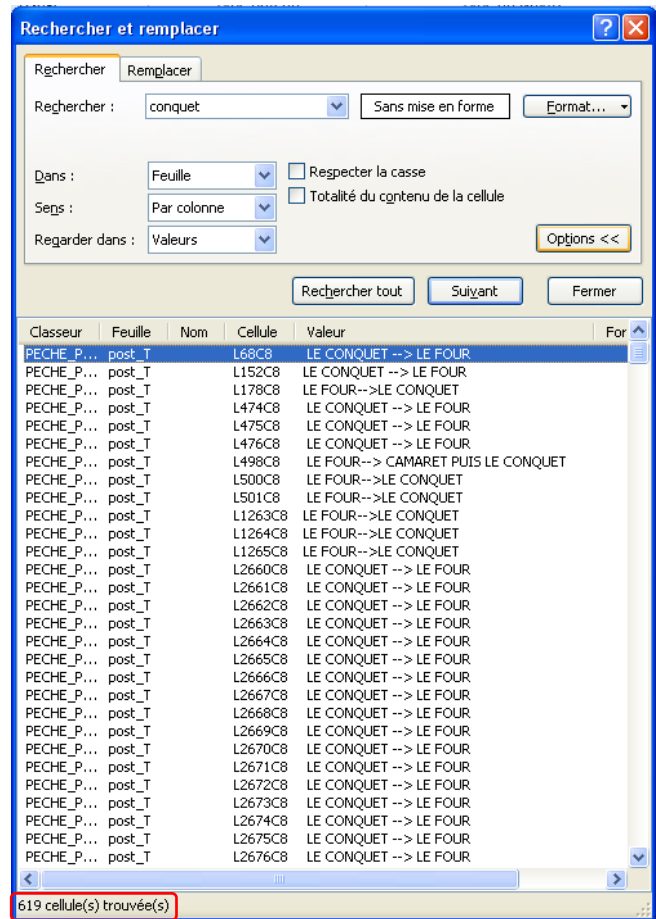 Rechercher et remplacer
Rechercher Remplacer
Rechercher : conquet Sans mise en forme Format...
Dans : Feuille Respecter la casse
Totalité du contenu de la cellule
Sens : Par colonne
Regarder dans : Valeurs Options <<
Rechercher tout Suivant Fermer
Classeur Feuille Nom Cellule Valeur For
PECHE_P... post_T L68C8 LE CONQUET --> LE FOUR
PECHE_P... post_T L152C8 LE CONQUET --> LE FOUR
PECHE_P... post_T L178C8 LE FOUR-->LE CONQUET
PECHE_P... post_T L474C8 LE CONQUET --> LE FOUR
PECHE_P... post_T L475C8 LE CONQUET --> LE FOUR
PECHE_P... post_T L476C8 LE CONQUET --> LE FOUR
PECHE_P... post_T L498C8 LE FOUR--> CAMARET PUIS LE CONQUET
PECHE_P... post_T L500C8 LE FOUR-->LE CONQUET
PECHE_P... post_T L501C8 LE FOUR-->LE CONQUET
PECHE_P... post_T L1263C8 LE FOUR-->LE CONQUET
PECHE_P... post_T L1264C8 LE FOUR-->LE CONQUET
PECHE_P... post_T L1265C8 LE FOUR-->LE CONQUET
PECHE_P... post_T L2660C8 LE CONQUET --> LE FOUR
PECHE_P... post_T L2661C8 LE CONQUET --> LE FOUR
PECHE_P... post_T L2662C8 LE CONQUET --> LE FOUR
PECHE_P... post_T L2663C8 LE CONQUET --> LE FOUR
PECHE_P... post_T L2664C8 LE CONQUET --> LE FOUR
PECHE_P... post_T L2665C8 LE CONQUET --> LE FOUR
PECHE_P... post_T L2666C8 LE CONQUET --> LE FOUR
PECHE_P... post_T L2667C8 LE CONQUET --> LE FOUR
PECHE_P... post_T L2668C8 LE CONQUET --> LE FOUR
PECHE_P... post_T L2669C8 LE CONQUET --> LE FOUR
PECHE_P... post_T L2670C8 LE CONQUET --> LE FOUR
PECHE_P... post_T L2671C8 LE CONQUET --> LE FOUR
PECHE_P... post_T L2672C8 LE CONQUET --> LE FOUR
PECHE_P... post_T L2673C8 LE CONQUET --> LE FOUR
PECHE_P... post_T L2674C8 LE CONQUET --> LE FOUR
PECHE_P... post_T L2675C8 LE CONQUET --> LE FOUR
PECHE_P... post_T L2676C8 LE CONQUET --> LE FOUR
619 cellule(s) trouvée(s)